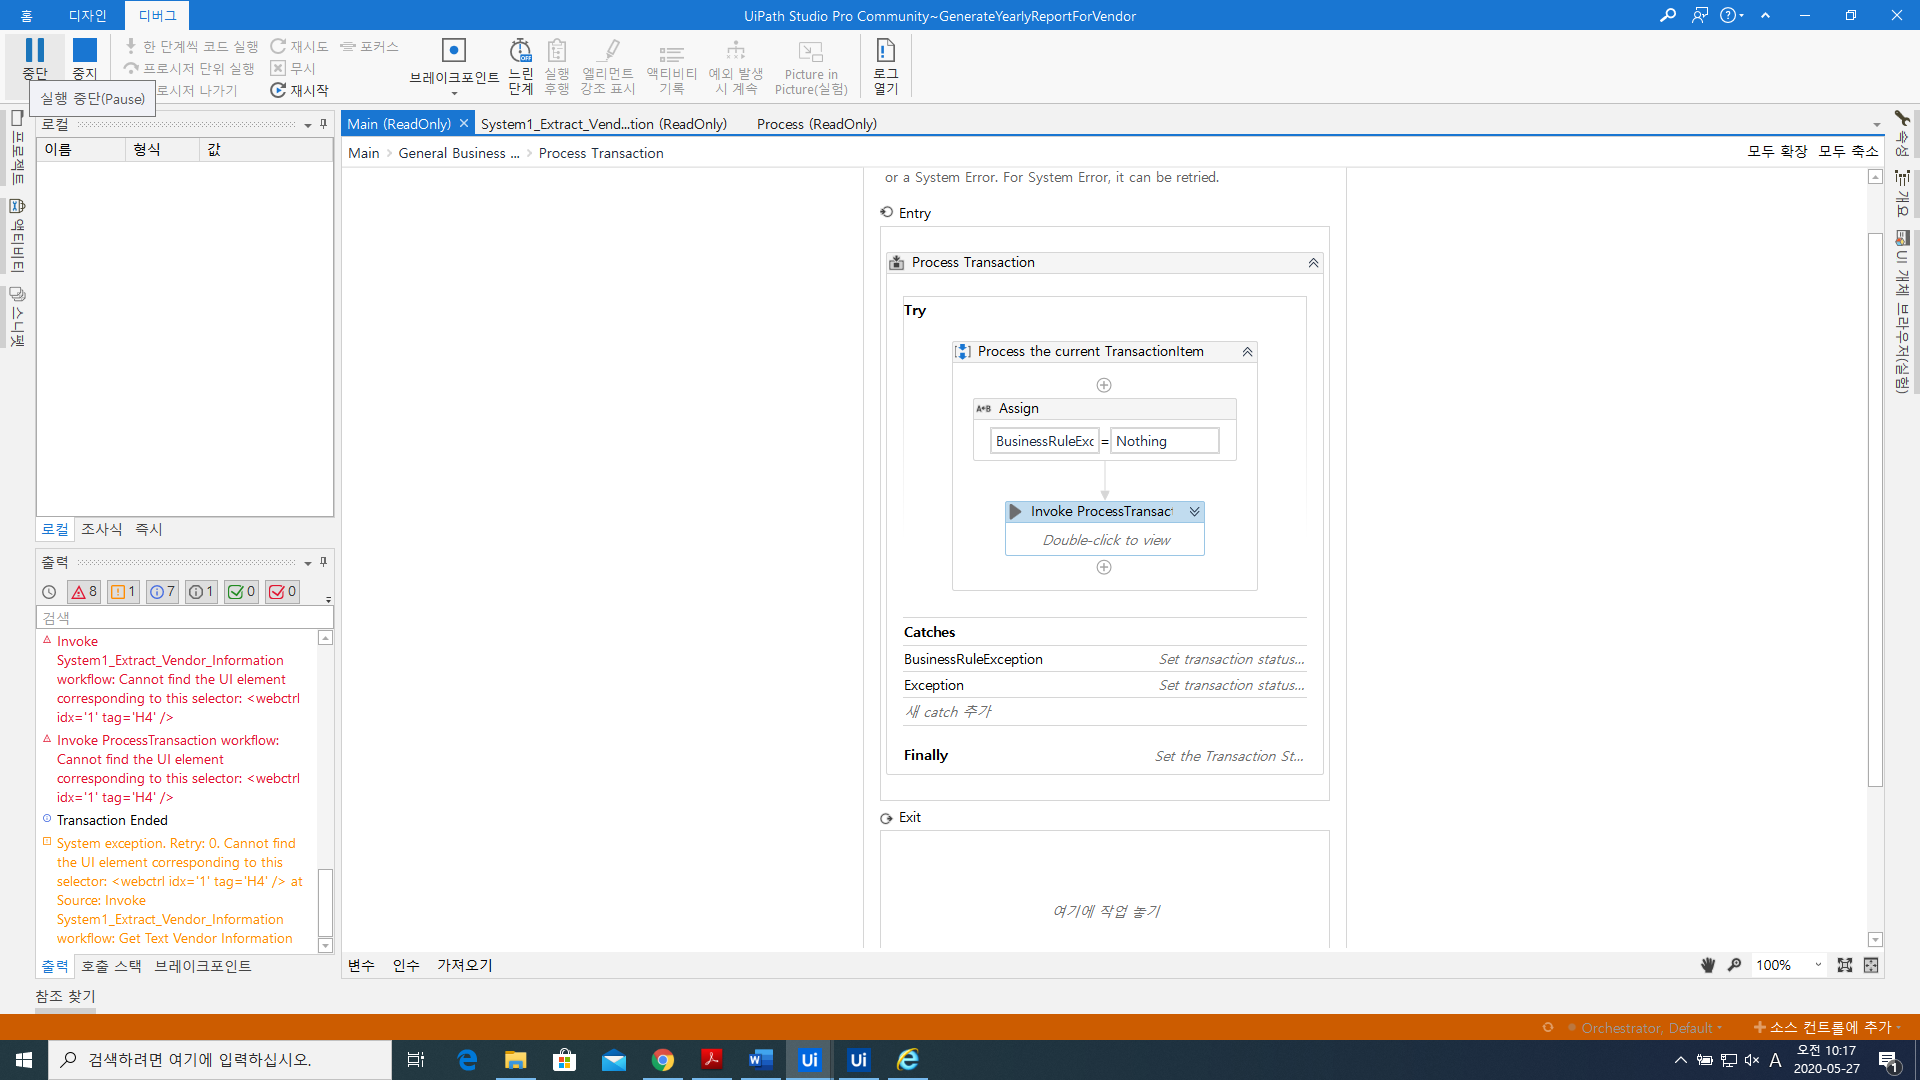 홈 디자인 디버그
UiPath Studio Pro Community~GenerateYearlyReportForVendor
중단 중지
한 단계씩 코드 실행 재시도 포커스
프로시저 단위 실행 무시
로시저 나가기 재시작
브레이크포인트
느린
단계
실행
후행
엘리먼트
강조 표시
액티비티
기록
예외 발생
시 계속
Picture in
Picture(실험)
로그
열기
실행 중단(Pause)
프로젝트
액티비티
스니펫
로컬
이름 형식 값
로컬 조사식 즉시
출력
8 1 7 1 0 0
검색
Invoke
System1_Extract_Vendor_Information
workflow: Cannot find the UI element
corresponding to this selector: <webctrl
idx='1' tag='H4' />
Invoke ProcessTransaction workflow:
Cannot find the UI element
corresponding to this selector: <webctrl
idx='1' tag='H4' />
Transaction Ended
System exception. Retry: 0. Cannot find
the UI element corresponding to this
selector: <webctrl idx='1' tag='H4' /> at
Source: Invoke
System1_Extract_Vendor_Information
workflow: Get Text Vendor Information
출력 호출 스택 브레이크포인트
참조 찾기
Main (ReadOnly) System1_Extract_Vend...tion (ReadOnly) Process (ReadOnly)
Main General Business ... Process Transaction
모두 확장 모두 축소
or a System Error. For System Error, it can be retried.
Entry
Process Transaction
Try
Process the current TransactionItem
A*B Assign
BusinessRuleExc = Nothing
Invoke ProcessTransact
Double-click to view
Catches
BusinessRuleException Set transaction status...
Exception Set transaction status...
새 catch 추가
Finally Set the Transaction St...
Exit
여기에 작업 놓기
변수 인수 가져오기
100%
속성
개요
UI 개체 브라우저(실험)
Orchestrator, Default
소스 컨트롤에 추가
검색하려면 여기에 입력하십시오.
Ui Ui
A
오전 10:17
2020-05-27
1